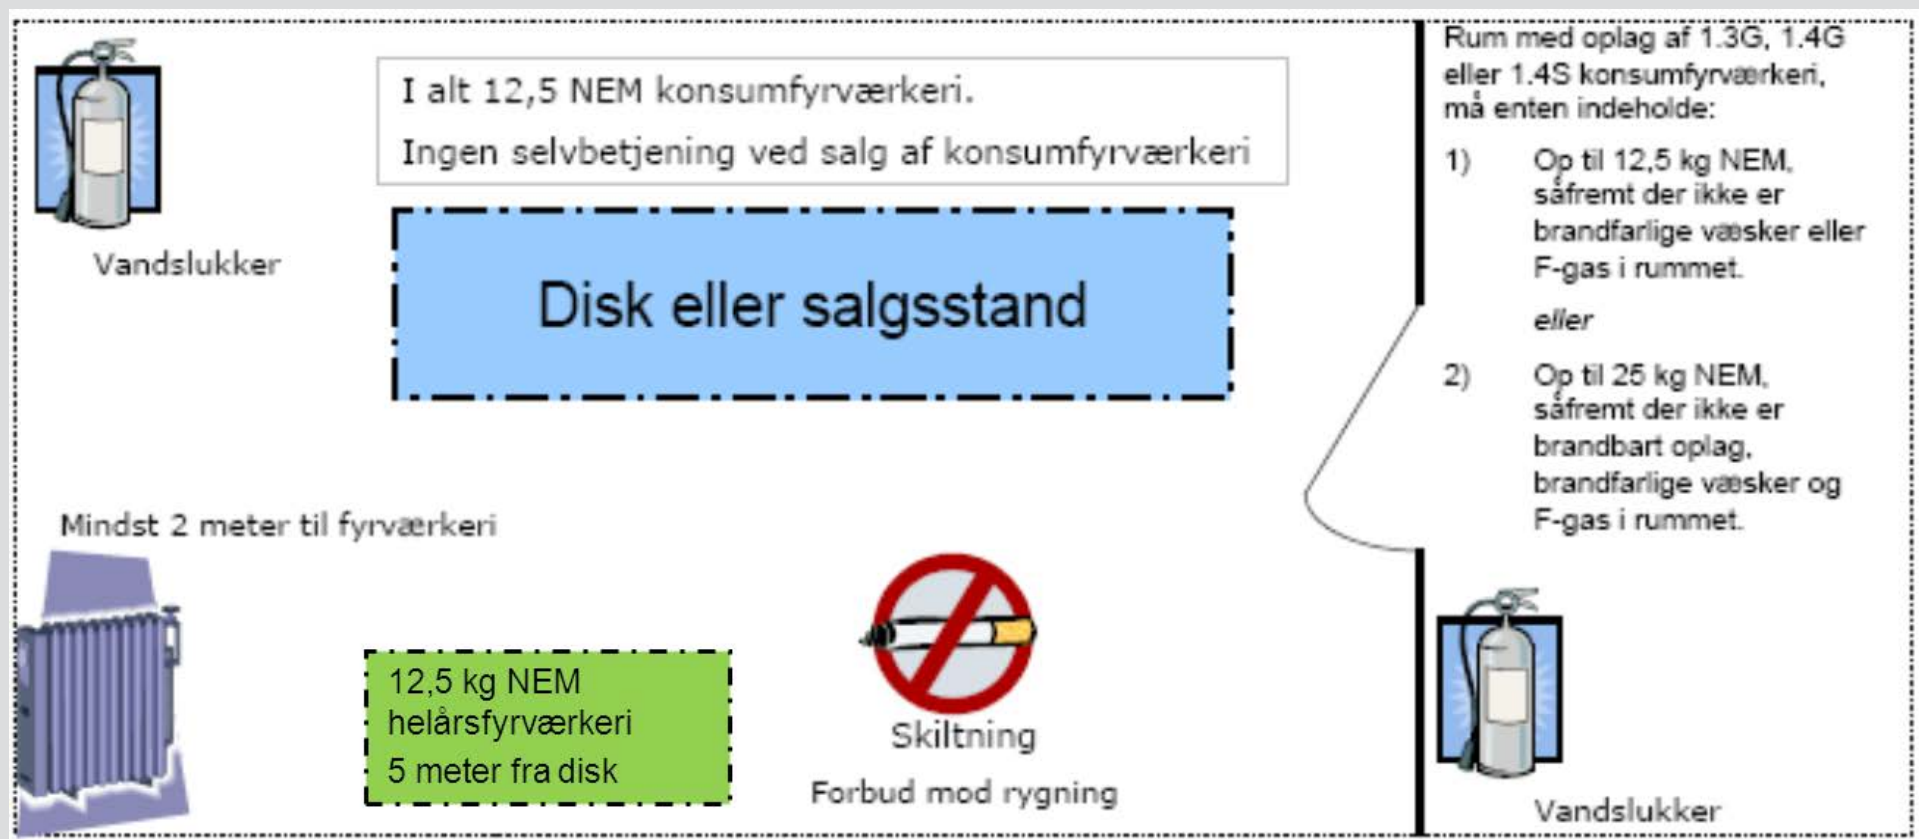 I alt 12,5 NEM konsumfyrværkeri.
Ingen selvbetjening ved salg af konsumfyrværkeri
Vandslukker
Disk eller salgsstand
Mindst 2 meter til fyrværkeri
12,5 kg NEM
helårsfyrværkeri
5 meter fra disk
Skiltning
Forbud mod rygning
Rum med oplag af 1.3G, 1.4G
eller 1.4S konsumfyrværkeri,
må enten indeholde:
1) Op til 12,5 kg NEM,
såfremt der ikke er
brandfarlige væsker eller
F-gas i rummet.
eller
2) Op til 25 kg NEM,
såfremt der ikke er
brandbart oplag,
brandfarlige væsker og
F-gas i rummet.
Vandslukker